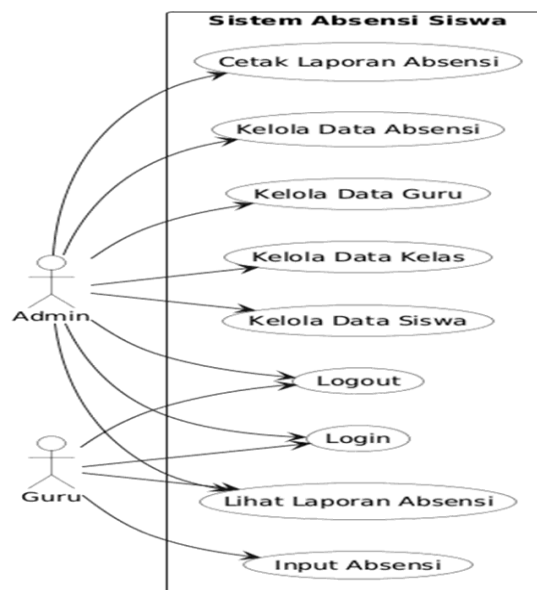 Sistem Absensi Siswa
Cetak Laporan Absensi
Kelola Data Absensi
Kelola Data Guru
Kelola Data Kelas
Admin
Kelola Data Siswa
Logout
Login
Guru
Lihat Laporan Absensi
Input Absensi